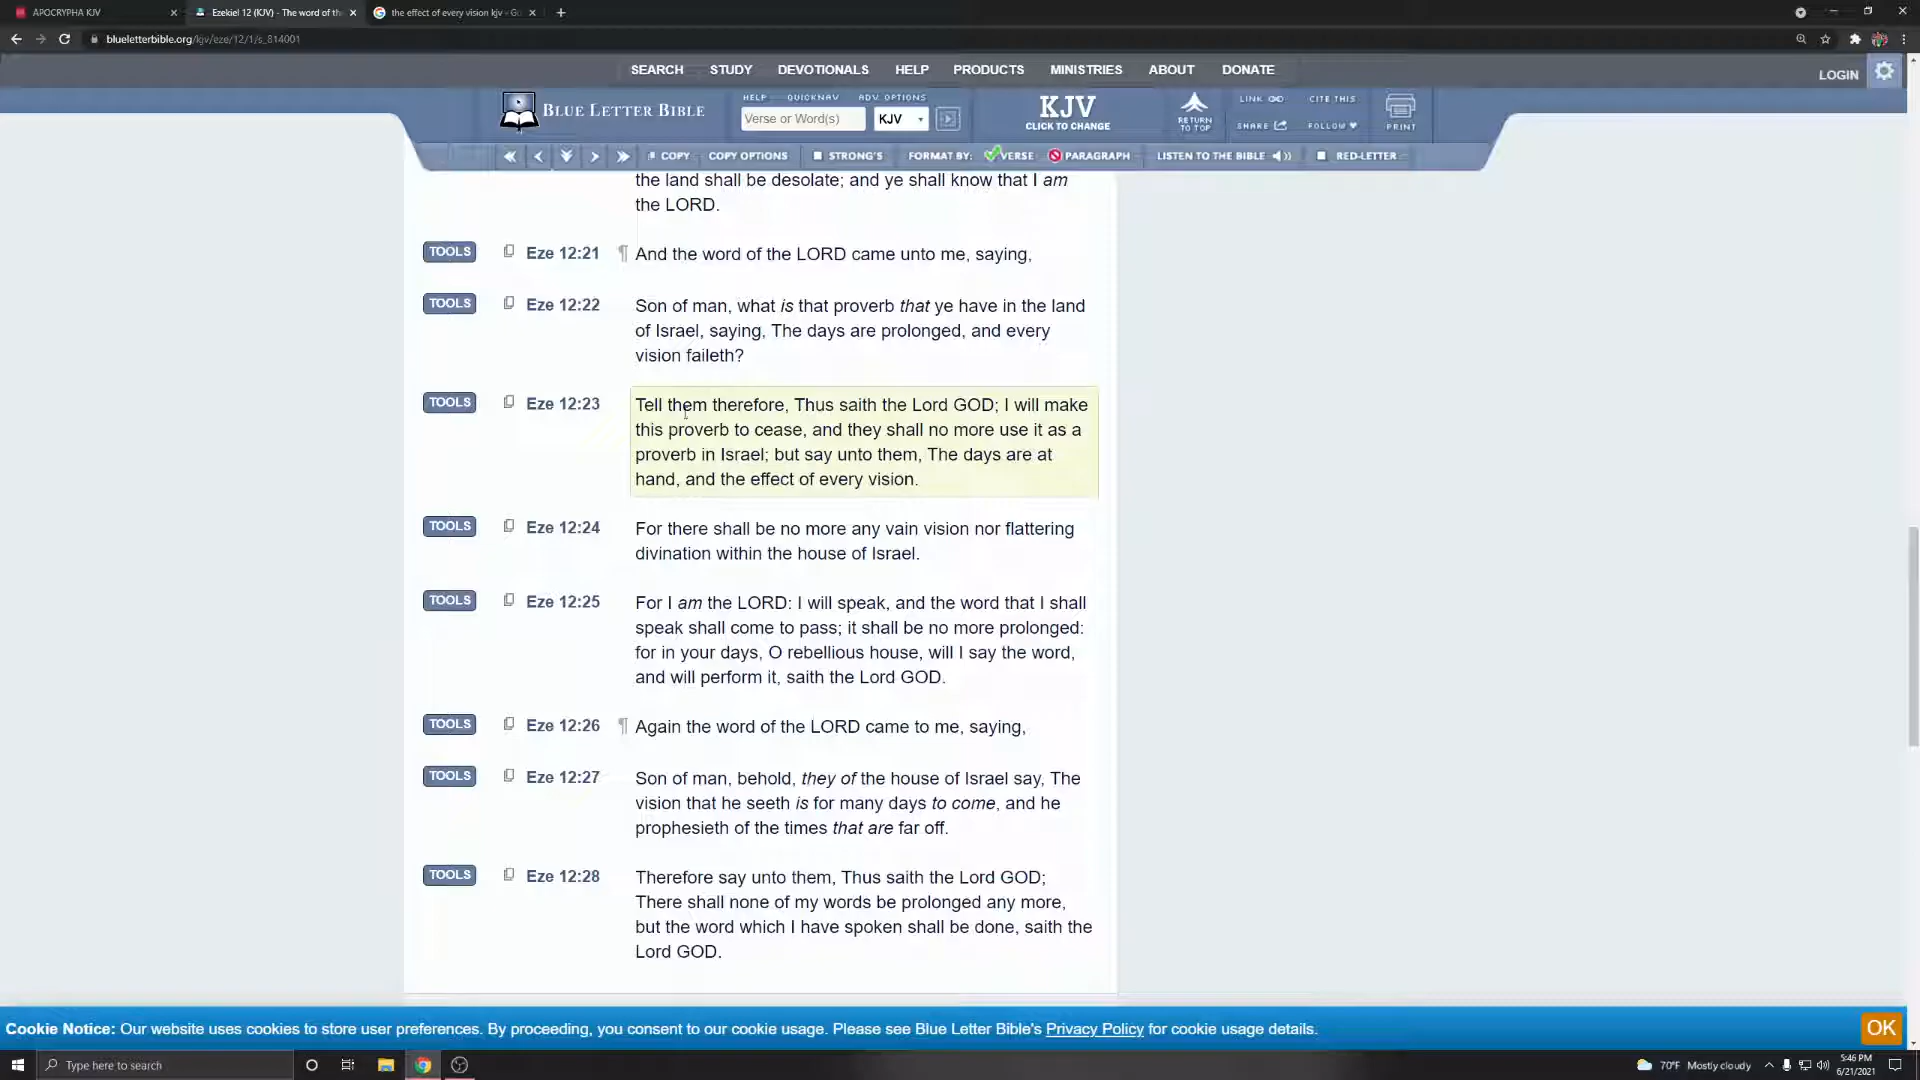 APOCRYPHA KJV
Ezekiel 12 (KJV) - The word of th
the effect of every vision kjv - Go
blueletterbible.org/kjv/eze/12/1/s_814001
SEARCH STUDY DEVOTIONALS HELP PRODUCTS MINISTRIES ABOUT DONATE
LOGIN
BLUE LETTER BIBLE
HELP QUICKNAV ADV. OPTIONS
Verse or Word(s)
KJV
KJV
CLICK TO CHANGE
RETURN
TO TOP
LINK CITE THIS
SHARE FOLLOW
PRINT
COPY COPY OPTIONS STRONG'S FORMAT BY: VERSE PARAGRAPH LISTEN TO THE BIBLE RED-LETTER
the land shall be desolate; and ye shall know that I am
the LORD.
TOOLS Eze 12:21 ¶ And the word of the LORD came unto me, saying,
TOOLS Eze 12:22 Son of man, what is that proverb that ye have in the land
of Israel, saying, The days are prolonged, and every
vision faileth?
TOOLS Eze 12:23 Tell them therefore, Thus saith the Lord GOD; I will make
this proverb to cease, and they shall no more use it as a
proverb in Israel; but say unto them, The days are at
hand, and the effect of every vision.
TOOLS Eze 12:24 For there shall be no more any vain vision nor flattering
divination within the house of Israel.
TOOLS Eze 12:25 For I am the LORD: I will speak, and the word that I shall
speak shall come to pass; it shall be no more prolonged:
for in your days, O rebellious house, will I say the word,
and will perform it, saith the Lord GOD.
TOOLS Eze 12:26 ¶ Again the word of the LORD came to me, saying,
TOOLS Eze 12:27 Son of man, behold, they of the house of Israel say, The
vision that he seeth is for many days to come, and he
prophesieth of the times that are far off.
TOOLS Eze 12:28 Therefore say unto them, Thus saith the Lord GOD;
There shall none of my words be prolonged any more,
but the word which I have spoken shall be done, saith the
Lord GOD.
Cookie Notice: Our website uses cookies to store user preferences. By proceeding, you consent to our cookie usage. Please see Blue Letter Bible's Privacy Policy for cookie usage details.
OK
Type here to search
70°F Mostly cloudy
5:46 PM
6/21/2021